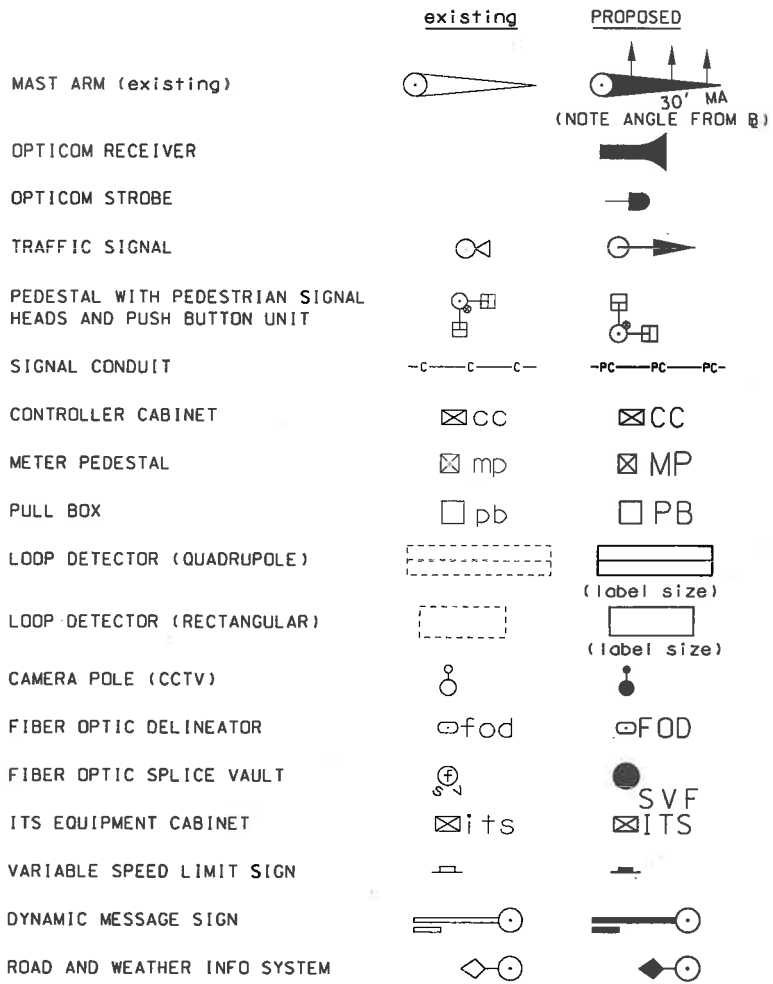 existing PROPOSED
MAST ARM (existing)
30' MA
(NOTE ANGLE FROM BL)
OPTICOM RECEIVER
OPTICOM STROBE
TRAFFIC SIGNAL
PEDESTAL WITH PEDESTRIAN SIGNAL
HEADS AND PUSH BUTTON UNIT
SIGNAL CONDUIT C C C PC PC PC
CONTROLLER CABINET cc CC
METER PEDESTAL mp MP
PULL BOX pb PB
LOOP DETECTOR (QUADRUPOLE)
(label size)
LOOP DETECTOR (RECTANGULAR)
(label size)
CAMERA POLE (CCTV)
FIBER OPTIC DELINEATOR fod FOD
FIBER OPTIC SPLICE VAULT f
S V SVF
ITS EQUIPMENT CABINET its ITS
VARIABLE SPEED LIMIT SIGN
DYNAMIC MESSAGE SIGN
ROAD AND WEATHER INFO SYSTEM